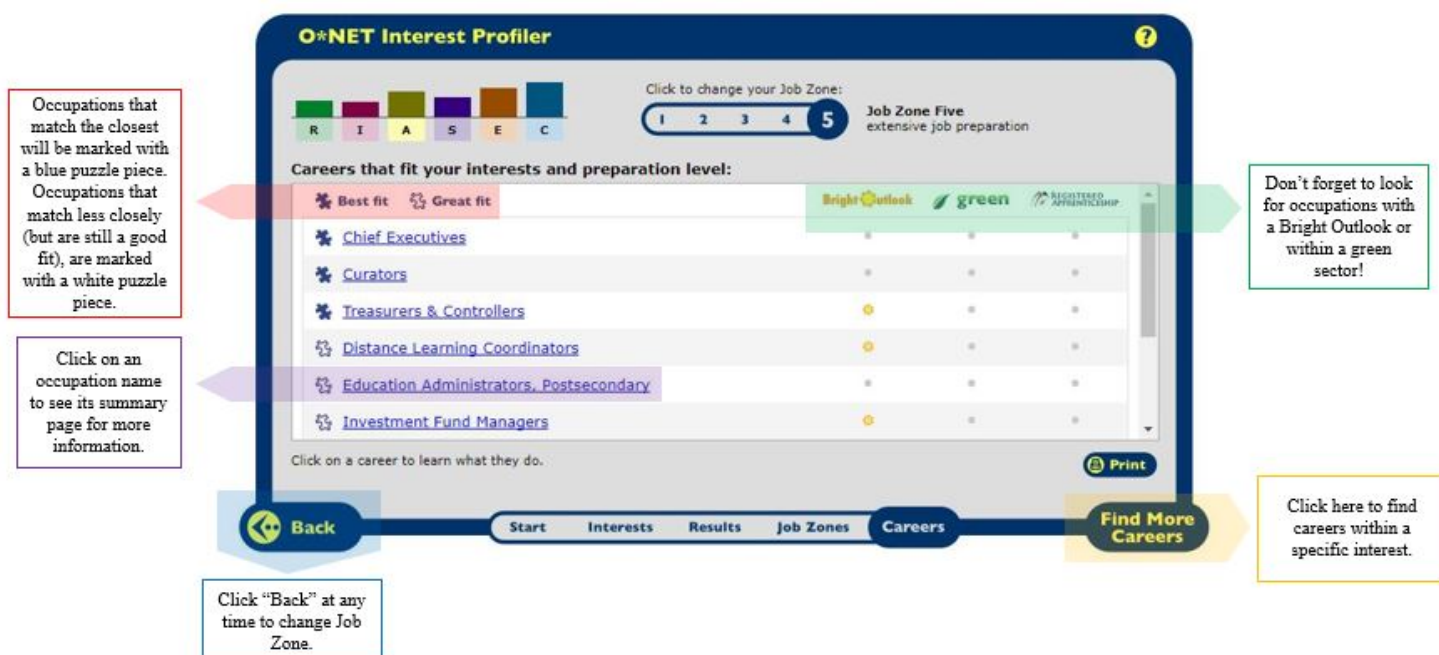 O*NET Interest Profiler
?
Occupations that
match the closest
will be marked with
a blue puzzle piece.
Occupations that
match less closely
(but are still a good
fit), are marked
with a white puzzle
piece.
Click on an
occupation name
to see its summary
page for more
information.
R I A S E C
Click to change your Job Zone:
1 2 3 4 5
Job Zone Five
extensive job preparation
Careers that fit your interests and preparation level:
Best fit Great fit Bright Outlook green REGISTERED APPRENTICESHIP
Chief Executives
Curators
Treasurers & Controllers
Distance Learning Coordinators
Education Administrators, Postsecondary
Investment Fund Managers
Click on a career to learn what they do.
Print
Back
Start Interests Results Job Zones Careers
Find More
Careers
Don't forget to look
for occupations with
a Bright Outlook or
within a green
sector!
Click here to find
careers within a
specific interest.
Click “Back” at any
time to change Job
Zone.